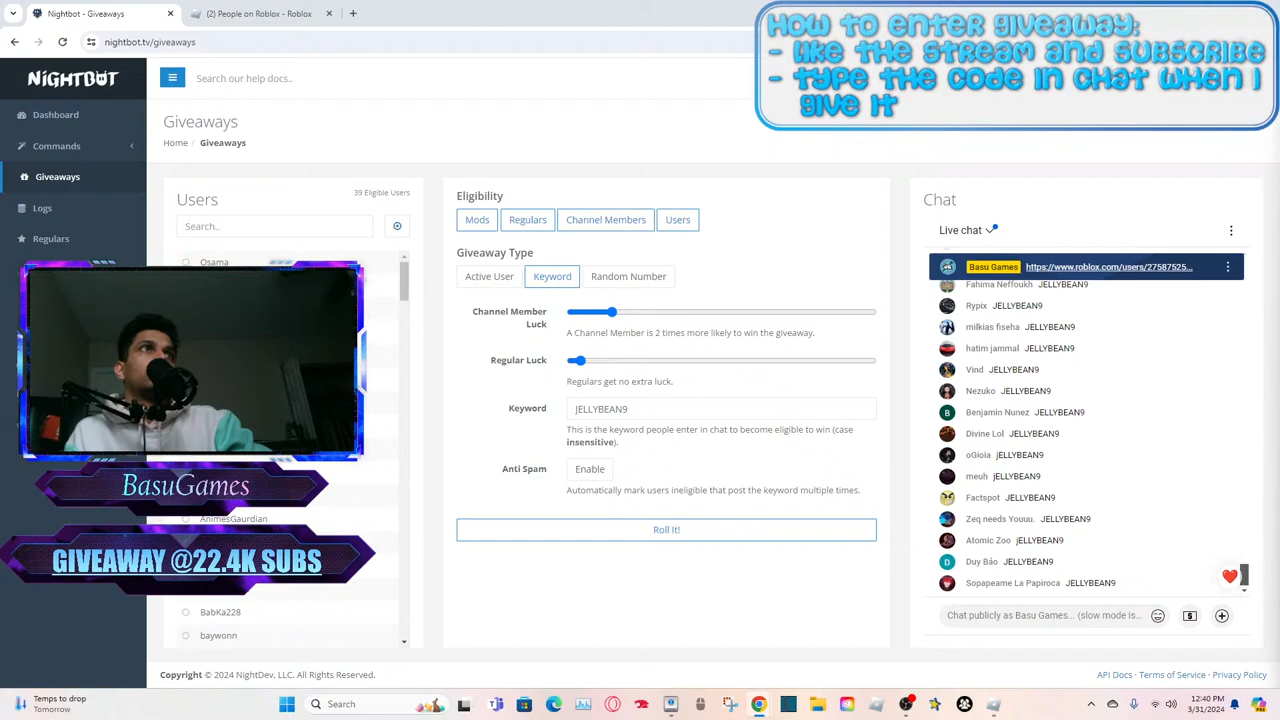 Nightbot - Giveaways
(2) People on Roblox - Roblox
nightbot.tv/giveaways
HOW TO ENTER GIVEAWAY:
- LIKE THE STREAM AND SUBSCRIBE
- TYPE THE CODE IN CHAT WHEN I
GIVE IT
NIGHTBOT
Search our help docs..
Dashboard
Commands
Giveaways
Logs
Regulars
Giveaways
Home / Giveaways
Users
39 Eligible Users
Search..
Osama
AnimesGaurdian
BabKa228
baywonn
BasuGames
GIVEAWAY @22.4K SUBS
Eligibility
Mods
Regulars
Channel Members
Users
Giveaway Type
Active User
Keyword
Random Number
Channel Member
Luck
A Channel Member is 2 times more likely to win the giveaway.
Regular Luck
Regulars get no extra luck.
Keyword
JELLYBEAN9
This is the keyword people enter in chat to become eligible to win (case
insensitive).
Anti Spam
Enable
Automatically mark users ineligible that post the keyword multiple times.
Roll It!
Chat
Live chat
Basu Games https://www.roblox.com/users/27587525...
Fahima Neffoukh JELLYBEAN9
Rypix JELLYBEAN9
milkias fiseha JELLYBEAN9
hatim jammal JELLYBEAN9
Vind JELLYBEAN9
Nezuko JELLYBEAN9
B Benjamin Nunez JELLYBEAN9
Divine Lol JELLYBEAN9
oGioia jELLYBEAN9
meuh jELLYBEAN9
Factspot JELLYBEAN9
Zeq needs Youuu. JELLYBEAN9
Atomic Zoo jELLYBEAN9
D Duy Bảo JELLYBEAN9
Sopapeame La Papiroca JELLYBEAN9
Chat publicly as Basu Games... (slow mode is...
Copyright © 2024 NightDev, LLC. All Rights Reserved.
API Docs - Terms of Service - Privacy Policy
Temps to drop
Tomorrow
Search
12:40 PM
3/31/2024